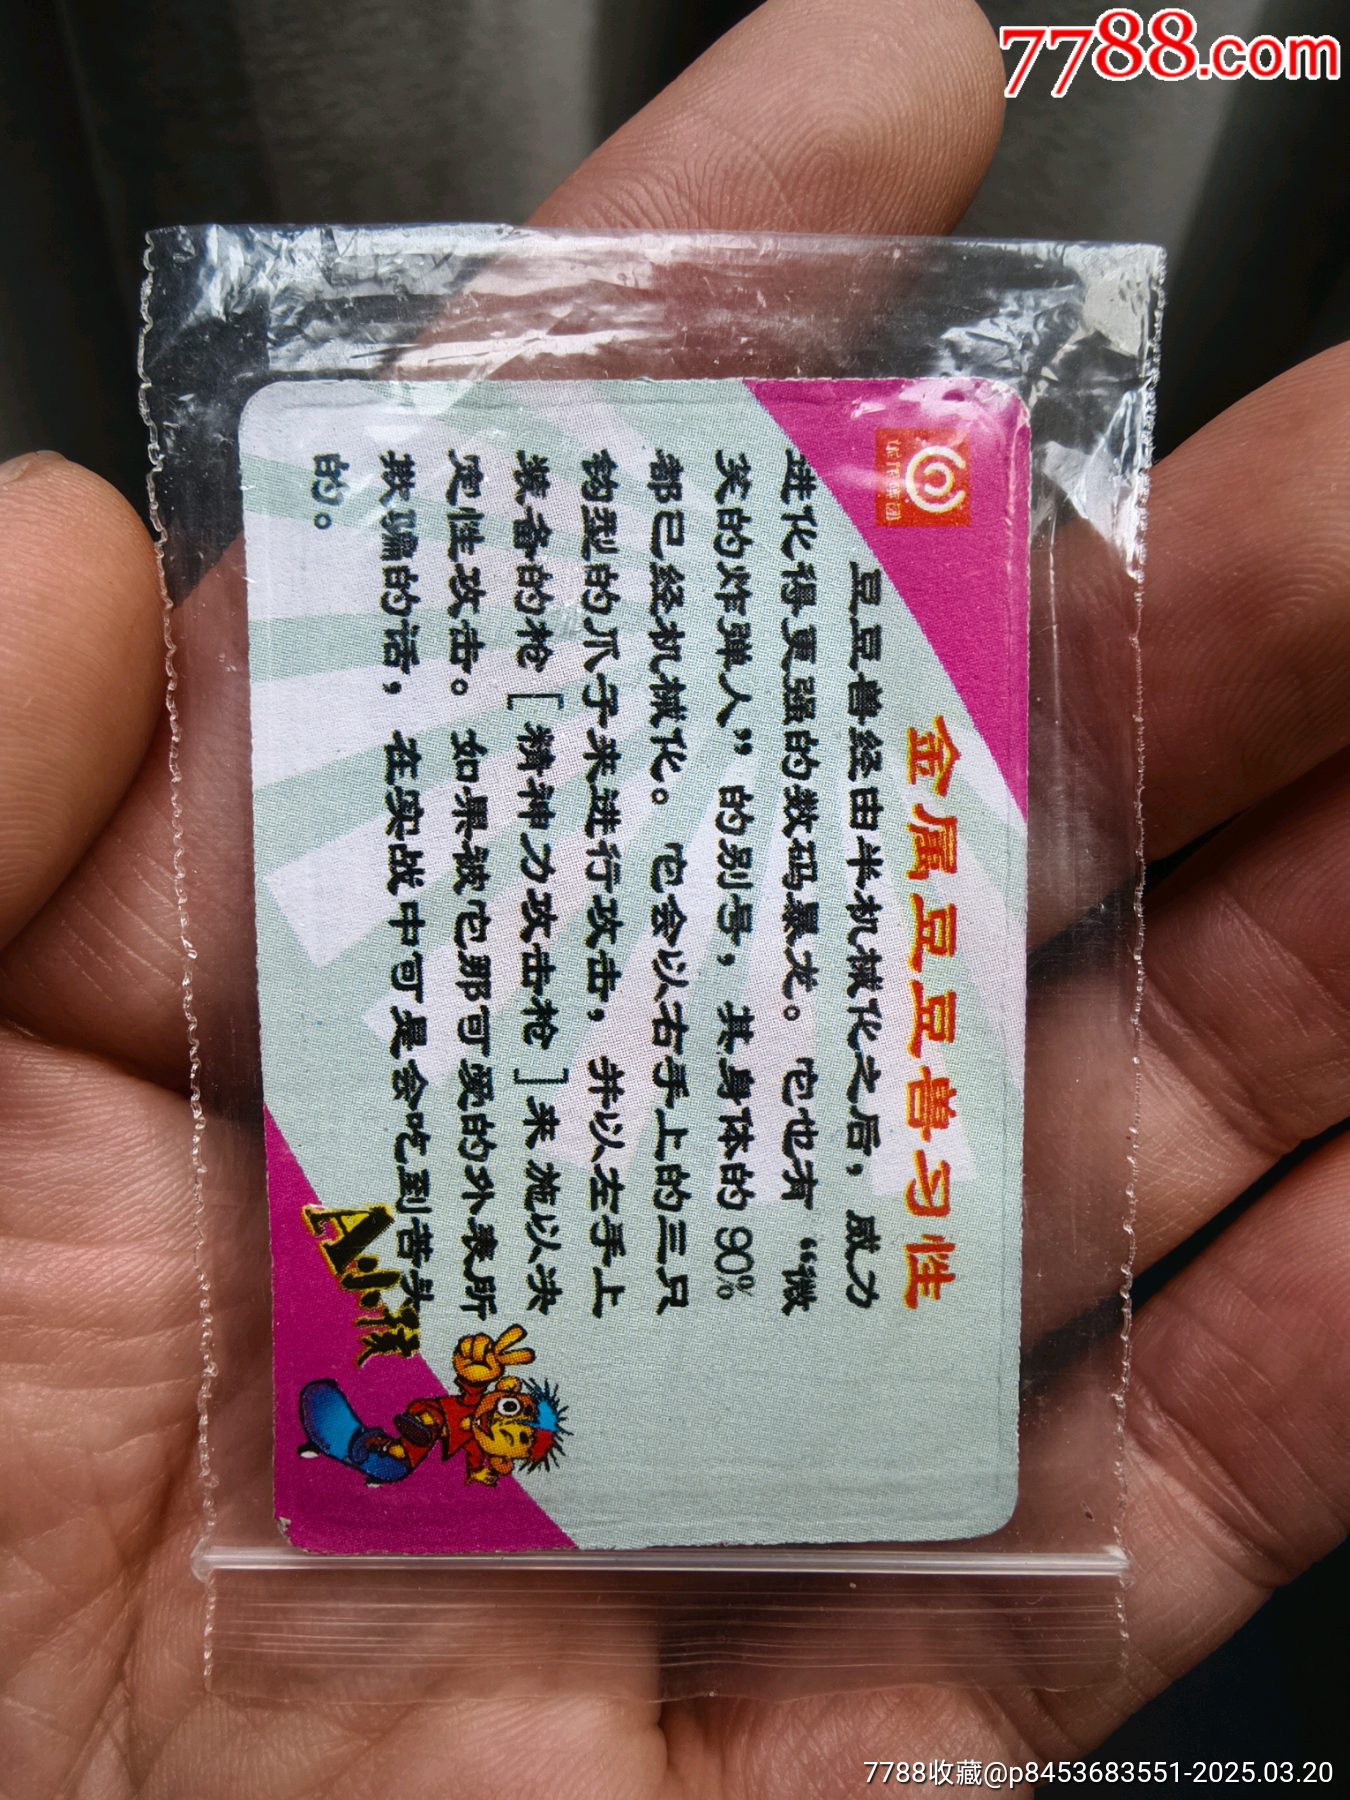 7788.com
金属豆豆兽习性
豆豆兽经由半机械化之后，威力
进化得更强的数码暴龙。它也有“微
笑的炸弹人”的别号，其身体的90%
都已经机械化。它会以右手上的三只
钩型的爪子来进行攻击，并以左手上
装备的枪［精神力攻击枪］来施以决
定性攻击。如果被它那可爱的外表所
欺骗的话，在实战中可是会吃到苦头
的。
A小孩
7788收藏@p8453683551-2025.03.20